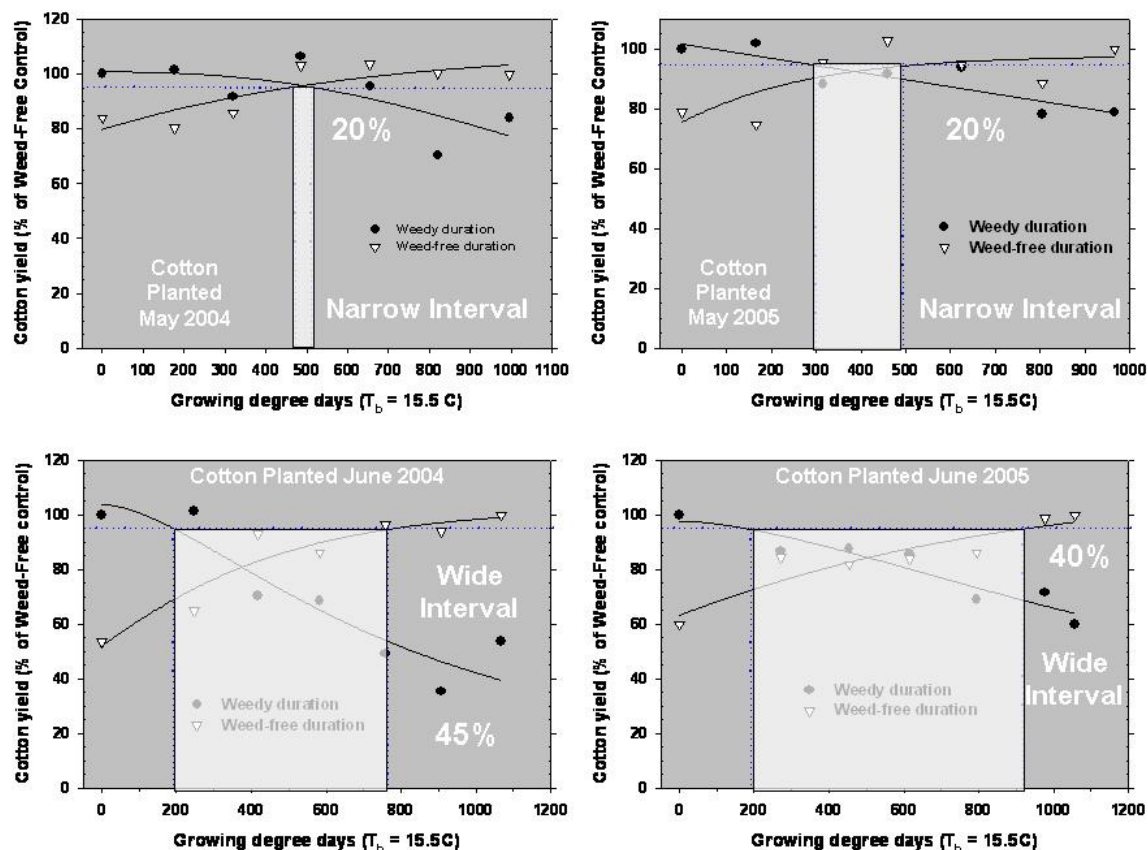 Cotton yield (% of Weed-Free Control)
120
100
80
60
40
20
0
20%
Weedy duration
Weed-free duration
Cotton
Planted
May 2004
Narrow Interval
0 100 200 300 400 500 600 700 800 900 1000 1100
Growing degree days (Tb = 15.5 C)
Cotton yield (% of Weed-Free Control)
100
80
60
40
20
0
20%
Weedy duration
Weed-free duration
Cotton
Planted
May 2005
Narrow Interval
0 100 200 300 400 500 600 700 800 900 1000
Growing degree days (Tb = 15.5C)
Cotton yield (% of Weed-Free control)
120
100
80
60
40
20
0
Cotton Planted June 2004
Wide
Interval
Weedy duration
Weed-free duration
45%
0 200 400 600 800 1000 1200
Growing degree days (Tb = 15.5C)
Cotton yield (% of Weed-Free control)
120
100
80
60
40
20
0
Cotton Planted June 2005
40%
Wide
Interval
Weedy duration
Weed-free duration
0 200 400 600 800 1000 1200
Growing degree days (Tb = 15.5C)